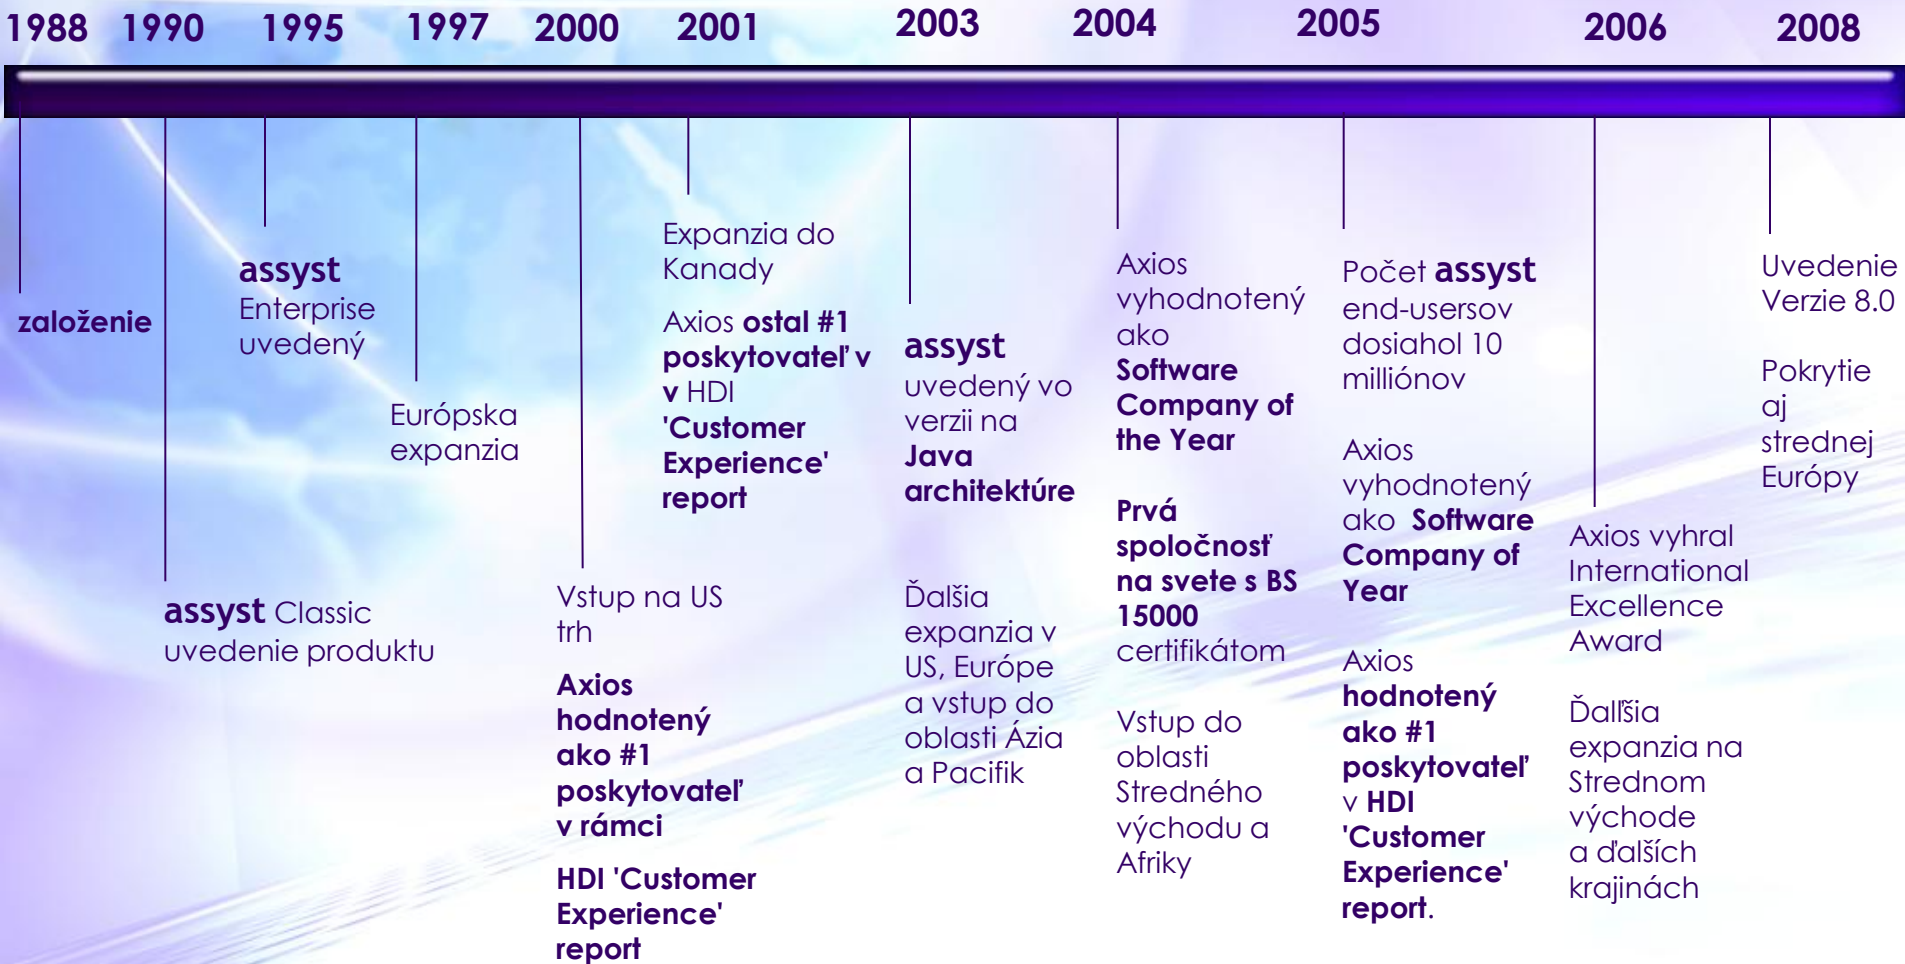 1988 1990 1995 1997 2000 2001 2003 2004 2005 2006 2008
založenie
assyst Classic
uvedenie produktu
assyst
Enterprise
uvedený
Európska
expanzia
Vstup na US
trh
Axios
hodnotený
ako #1
poskytovateľ
v rámci
HDI 'Customer
Experience'
report
Expanzia do
Kanady
Axios ostal #1
poskytovateľ v
v HDI
'Customer
Experience'
report
assyst
uvedený vo
verzii na
Java
architektúre
Ďalšia
expanzia v
US, Európe
a vstup do
oblasti Ázia
a Pacifik
Axios
vyhodnotený
ako
Software
Company of
the Year
Prvá
spoločnosť
na svete s BS
15000
certifikátom
Vstup do
oblasti
Stredného
východu a
Afriky
Počet assyst
end-usersov
dosiahol 10
miliónov
Axios
vyhodnotený
ako Software
Company of
Year
Axios
hodnotený
ako #1
poskytovateľ
v HDI
'Customer
Experience'
report.
Axios vyhral
International
Excellence
Award
Ďalľšia
expanzia na
Strednom
východe
a ďalších
krajinách
Uvedenie
Verzie 8.0
Pokrytie
aj
strednej
Európy